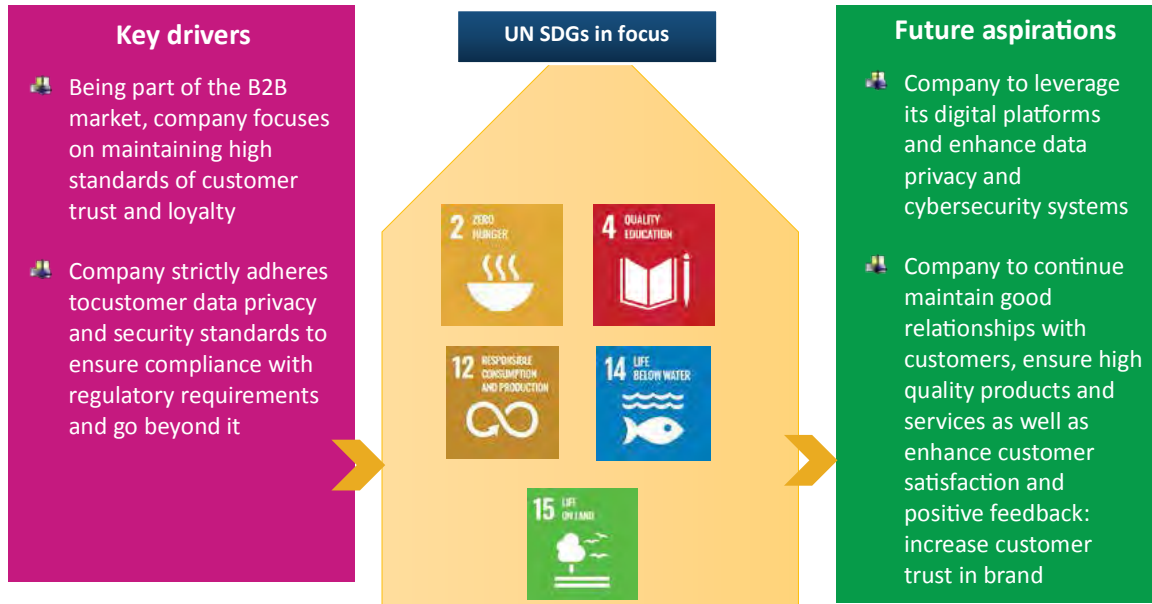 Key drivers
Being part of the B2B
market, company focuses
on maintaining high
standards of customer
trust and loyalty
Company strictly adheres
tocustomer data privacy
and security standards to
ensure compliance with
regulatory requirements
and go beyond it
UN SDGs in focus
2 ZERO
HUNGER
4 QUALITY
EDUCATION
12 RESPONSIBLE
CONSUMPTION
AND PRODUCTION
14 LIFE
BELOW WATER
15 LIFE
ON LAND
Future aspirations
Company to leverage
its digital platforms
and enhance data
privacy and
cybersecurity systems
Company to continue
maintain good
relationships with
customers, ensure high
quality products and
services as well as
enhance customer
satisfaction and
positive feedback:
increase customer
trust in brand